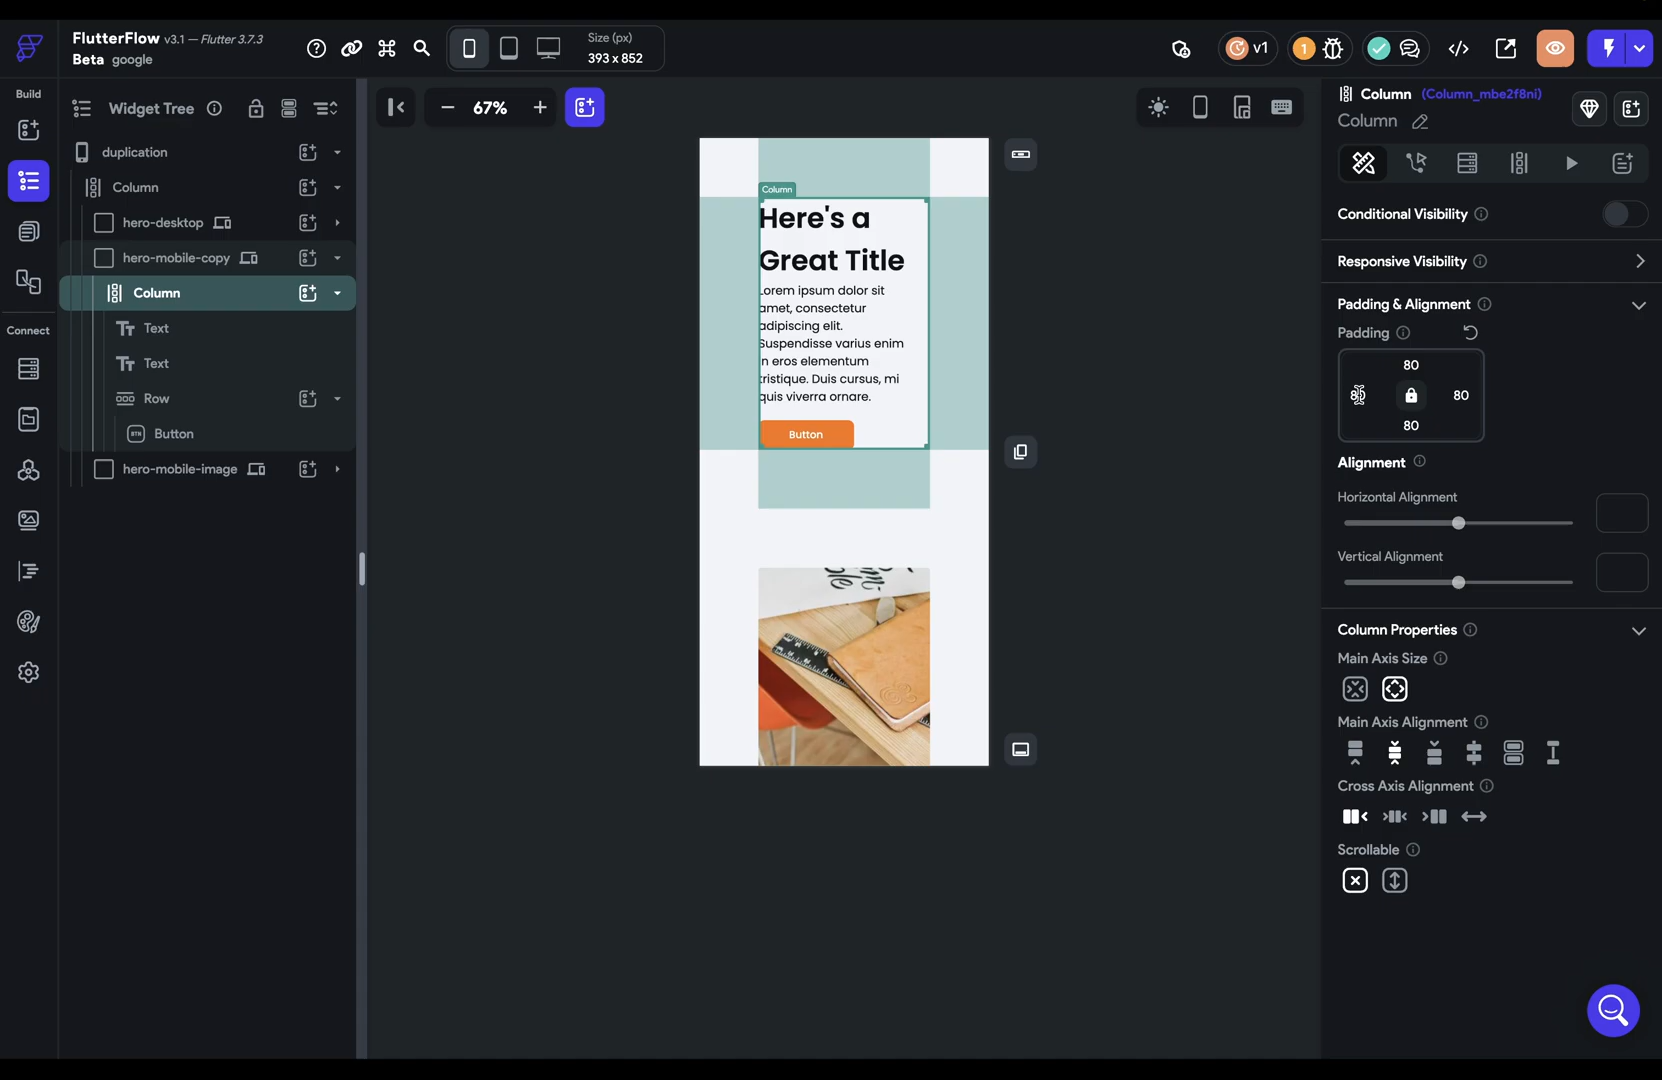 FlutterFlow v3.1 – Flutter 3.7.3
Beta google
Size (px)
393 x 852
v1
1
Build
Widget Tree
67%
duplication
Column
hero-desktop
hero-mobile-copy
Column
Text
Text
Row
Button
hero-mobile-image
Connect
Column
Here's a
Great Title
Lorem ipsum dolor sit
amet, consectetur
adipiscing elit.
Suspendisse varius enim
in eros elementum
tristique. Duis cursus, mi
quis viverra ornare.
Button
Column (Column_mbe2f8ni)
Column
Conditional Visibility
Responsive Visibility
Padding & Alignment
Padding
80
80 80
80
Alignment
Horizontal Alignment
Vertical Alignment
Column Properties
Main Axis Size
Main Axis Alignment
Cross Axis Alignment
Scrollable